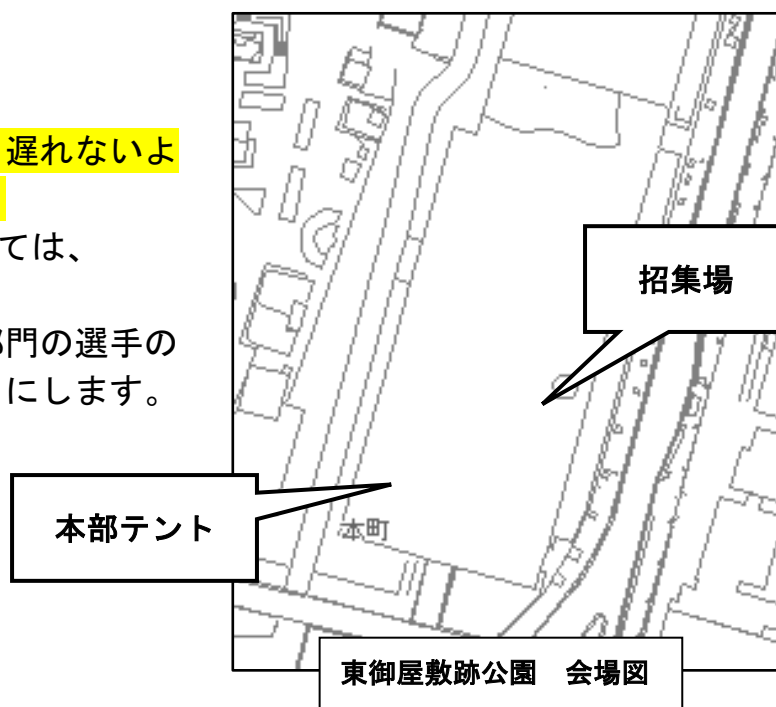 遅れないよ
ては、
部門の選手の
にします。
招集場
本部テント
本町
東御屋敷跡公園　会場図